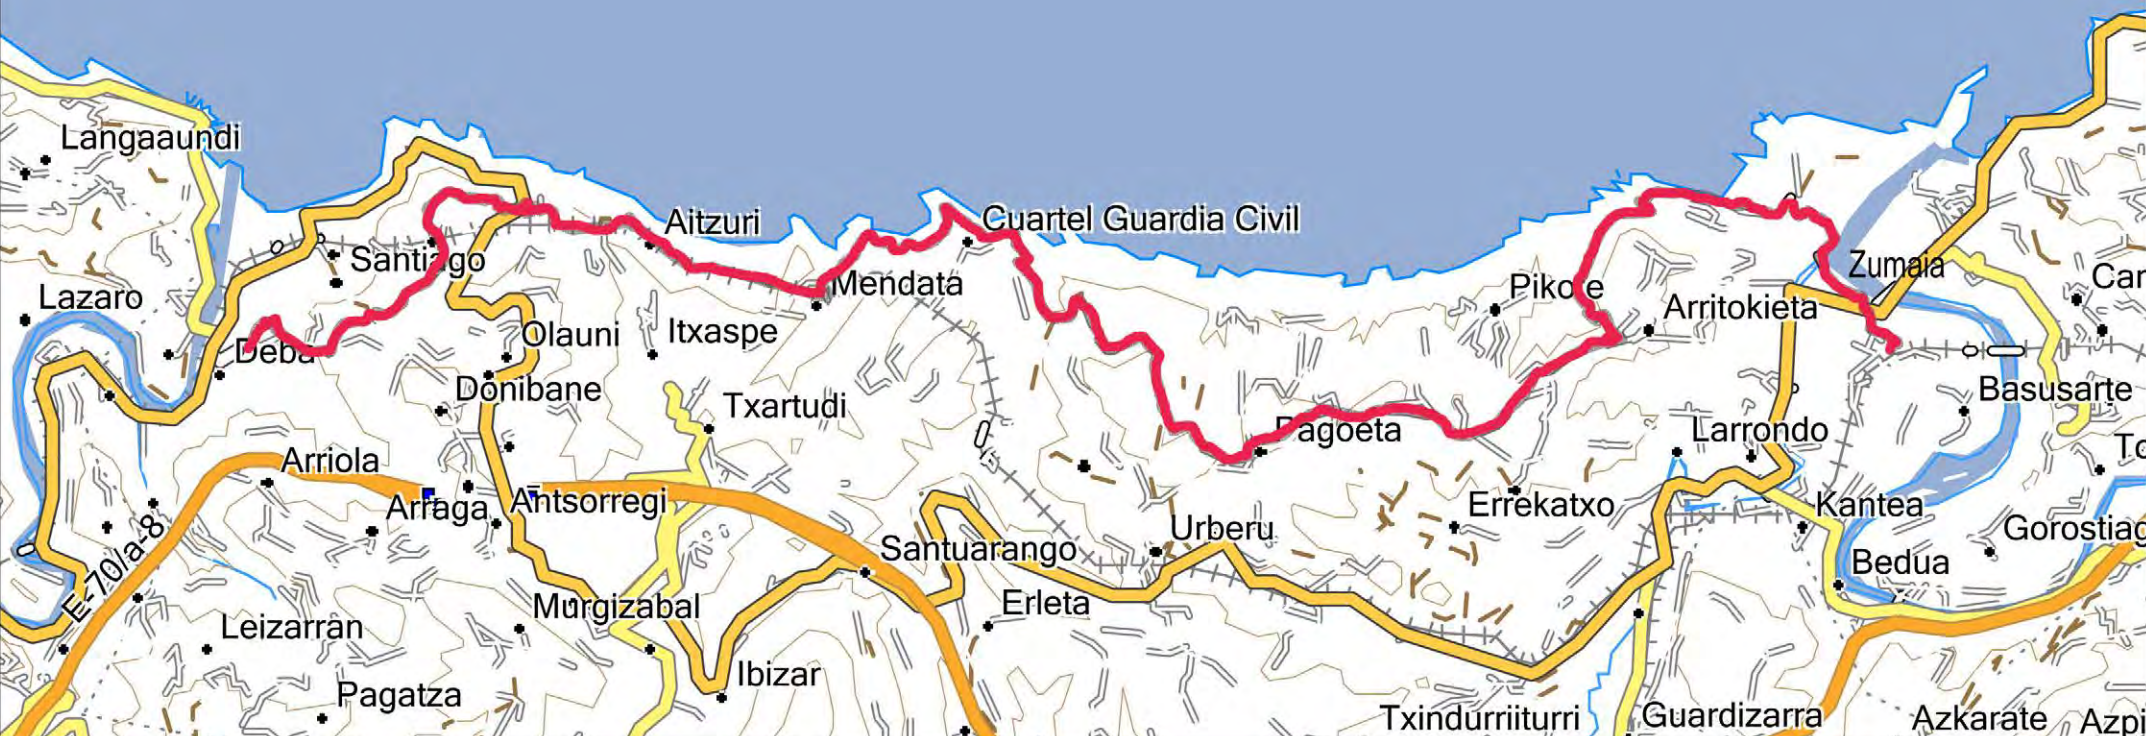 Langaaundi
Aitzuri
Cuartel Guardia Civil
Santiago
Zumaia
Lazaro
Mendata
Pikote
Car
Arritokieta
Olauni
Itxaspe
Deba
Donibane
Basusarte
Txartudi
Pagoeta
Larrondo
Arriola
To
Arraga
Antsorregi
Errekatxo
Kantea
Urberu
Gorostiag
Santuarango
E-70/a-8
Bedua
Murgizabal
Erleta
Leizarran
Ibizar
Pagatza
Txindurriiturri
Guardizarra
Azkarate
Azpi